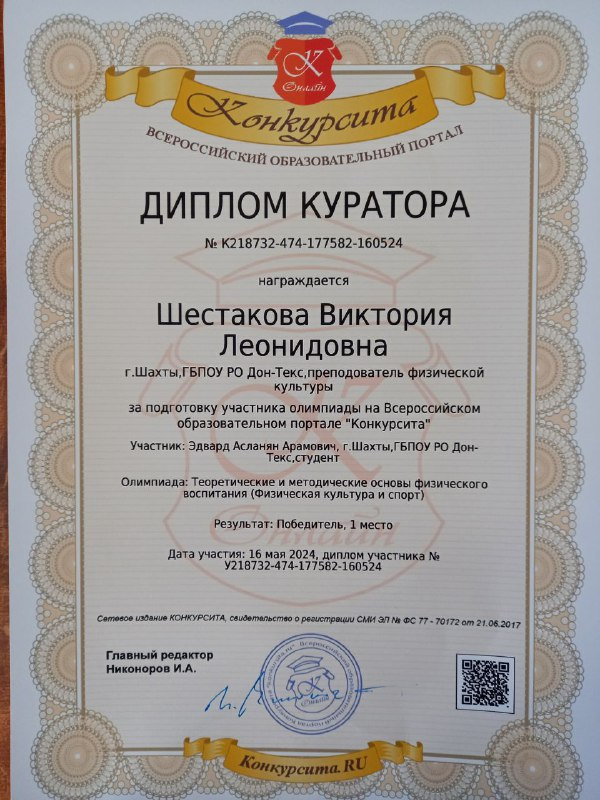 К
Онлайн
Конкурсита
ВСЕРОССИЙСКИЙ ОБРАЗОВАТЕЛЬНЫЙ ПОРТАЛ
ДИПЛОМ КУРАТОРА
№ К218732-474-177582-160524
награждается
Шестакова Виктория
Леонидовна
г.Шахты,ГБПОУ РО Дон-Текс,преподователь физической
культуры
за подготовку участника олимпиады на Всероссийском
образовательном портале "Конкурсита"
Участник: Эдвард Асланян Арамович, г.Шахты,ГБПОУ РО Дон-
Текс,студент
Олимпиада: Теоретические и методические основы физического
воспитания (Физическая культура и спорт)
Результат: Победитель, 1 место
Дата участия: 16 мая 2024, диплом участника №
У218732-474-177582-160524
Сетевое издание КОНКУРСИТА, свидетельство о регистрации СМИ ЭЛ № ФС 77 - 70172 от 21.06.2017
Главный редактор
Никоноров И.А.
Конкурсита.RU